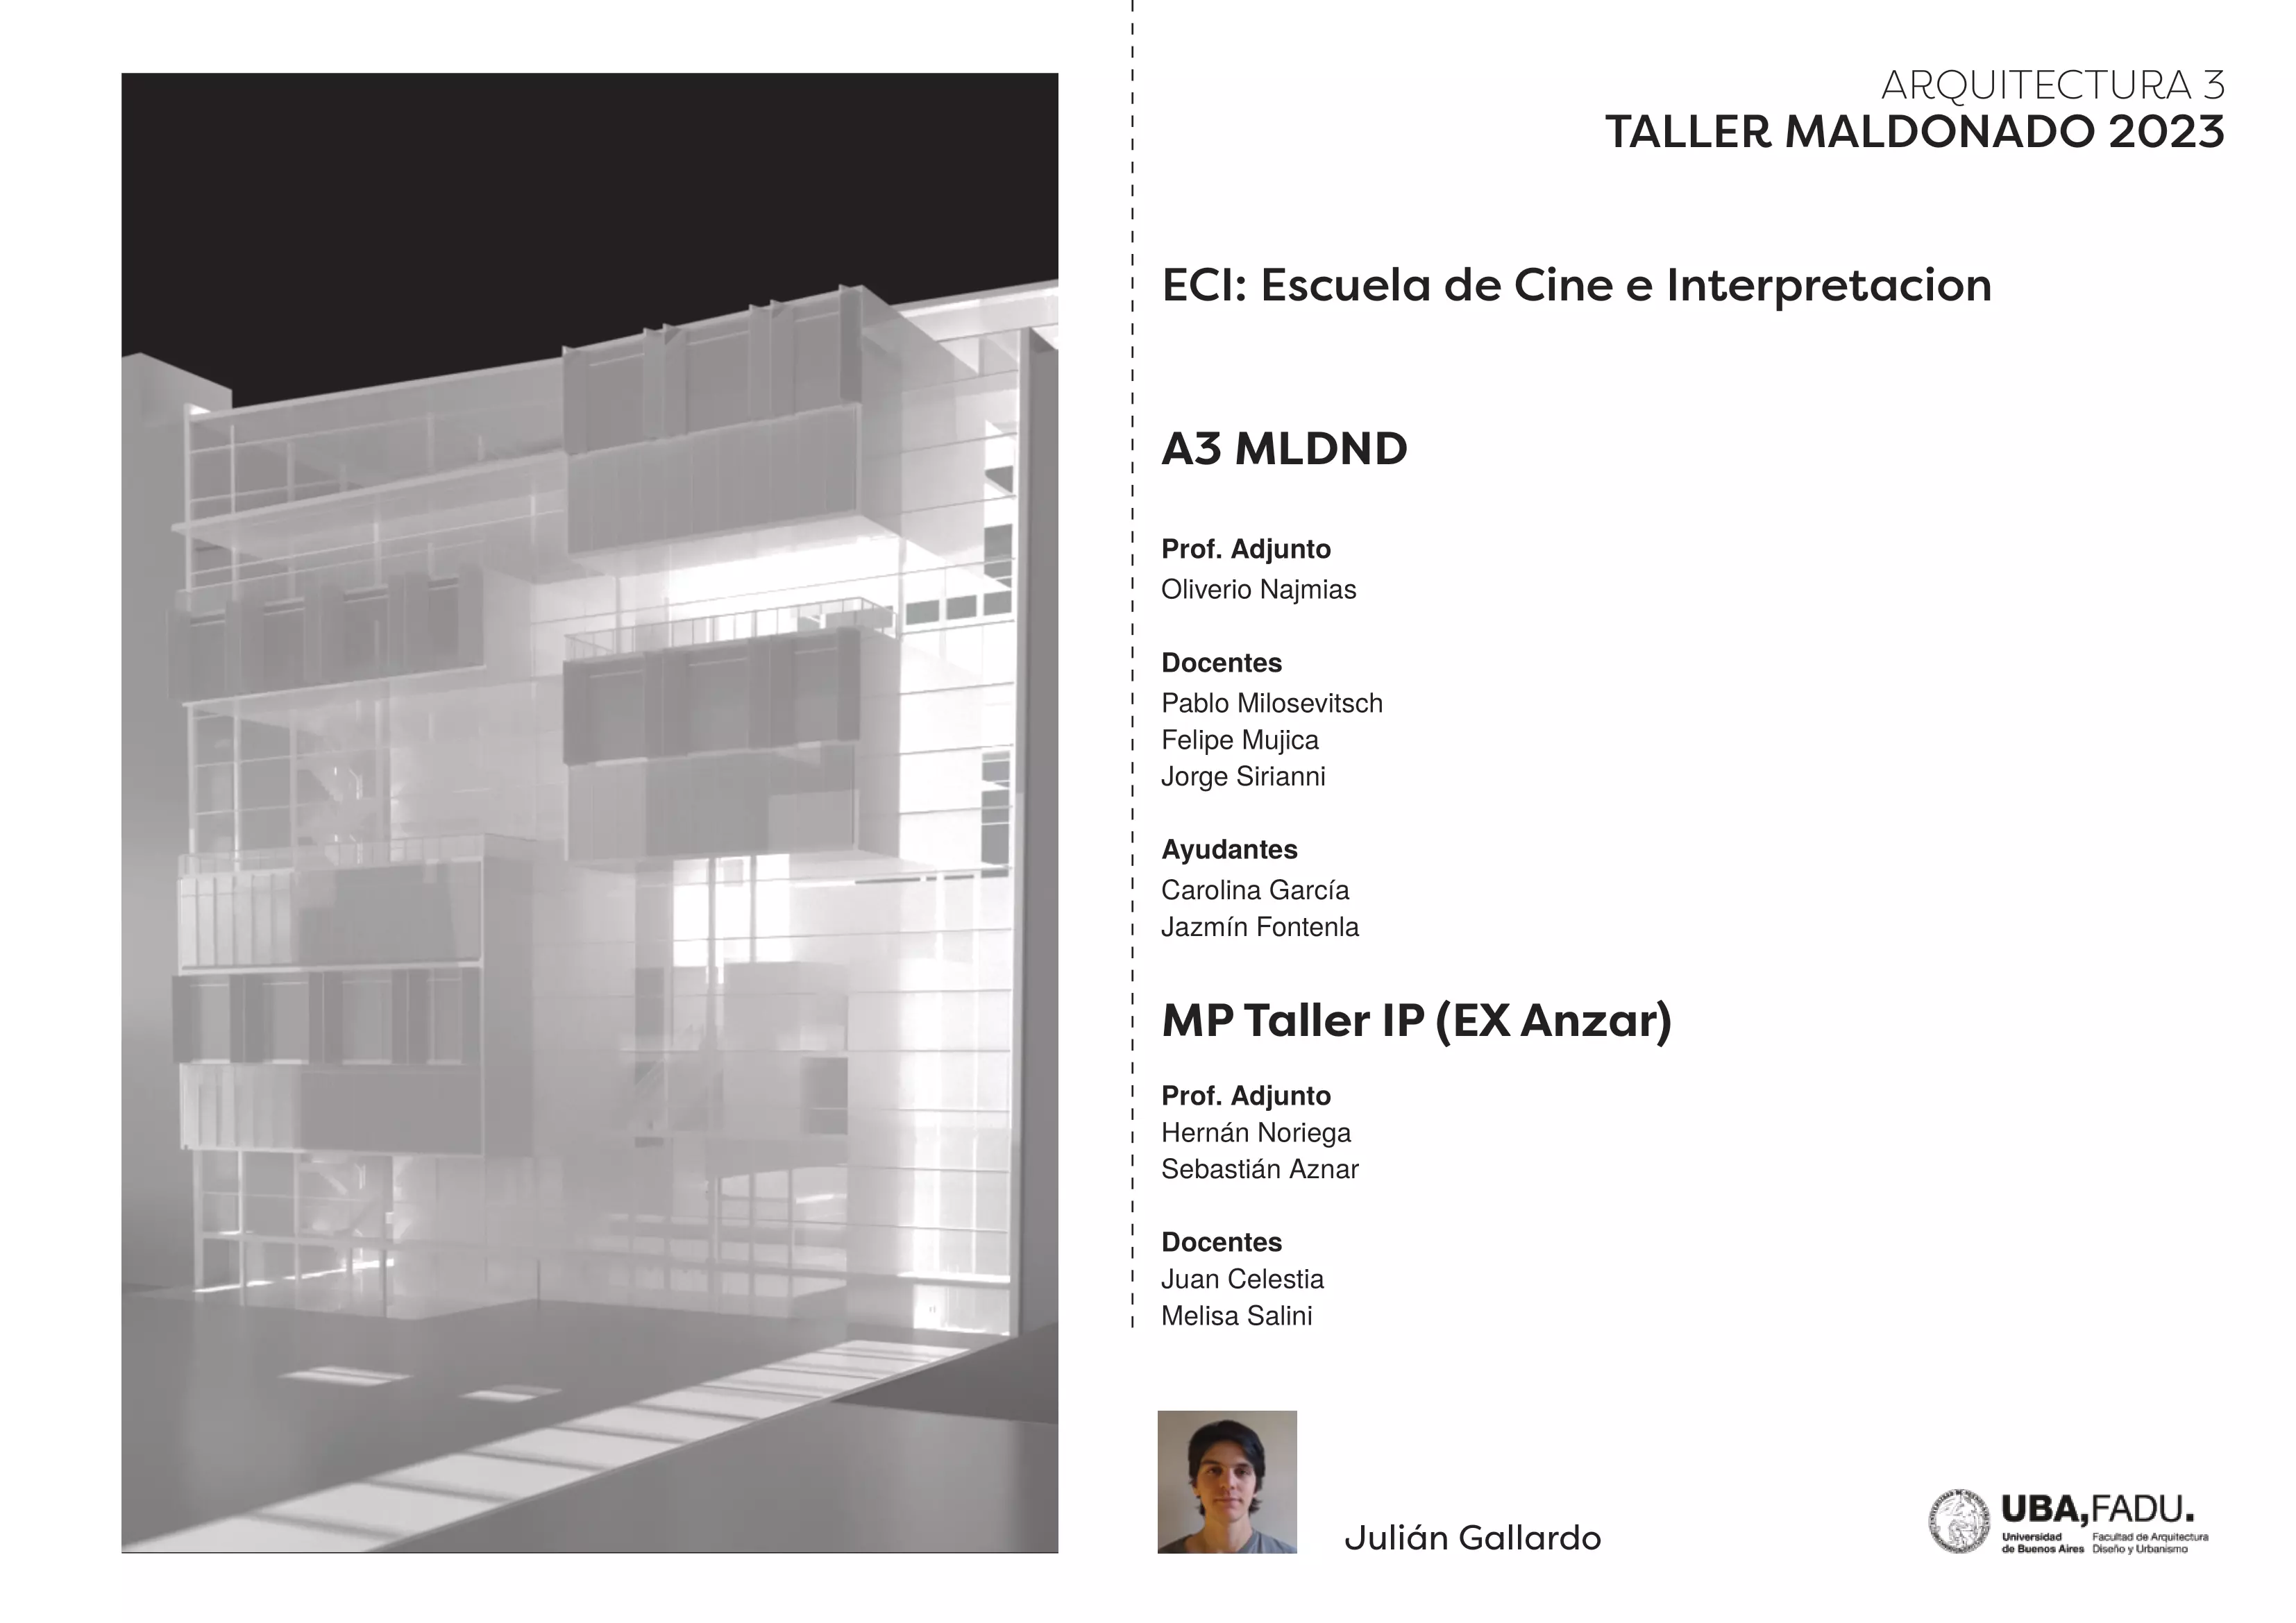 ARQUITECTURA 3
TALLER MALDONADO 2023
ECI: Escuela de Cine e Interpretacion
A3 MLDND
Prof. Adjunto
Oliverio Najmias
Docentes
Pablo Milosevitsch
Felipe Mujica
Jorge Sirianni
Ayudantes
Carolina García
Jazmín Fontenla
MP Taller IP (EX Anzar)
Prof. Adjunto
Hernán Noriega
Sebastián Aznar
Docentes
Juan Celestia
Melisa Salini
Julián Gallardo
UBA,FADU.
Universidad de Buenos Aires
Facultad de Arquitectura Diseño y Urbanismo